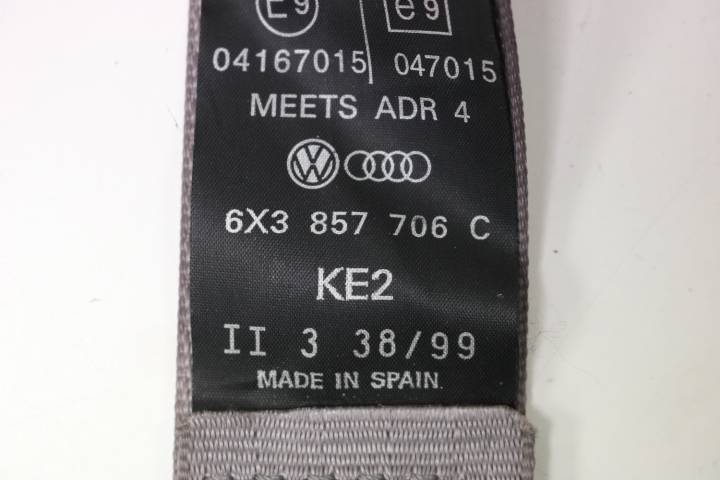 E9 e9
04167015 047015
MEETS ADR 4
6X3 857 706 C
KE2
II 3 38/99
MADE IN SPAIN.